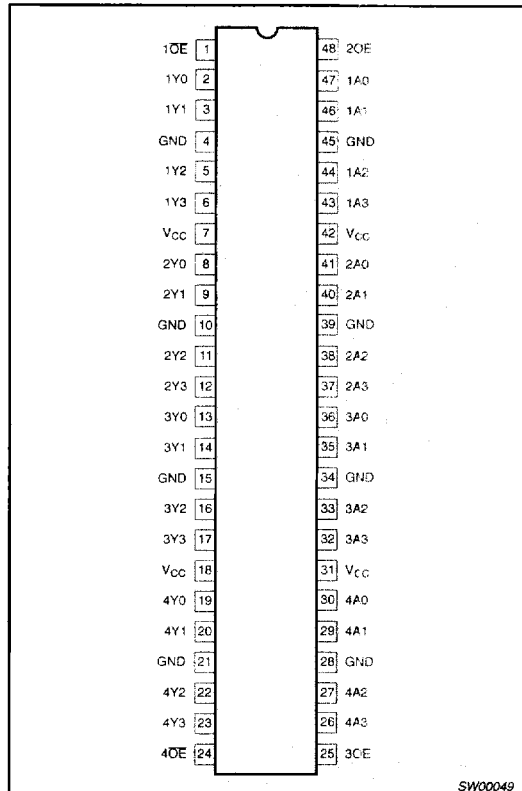 1O̅E̅ 1 48 2OE
1Y0 2 47 1A0
1Y1 3 46 1A1
GND 4 45 GND
1Y2 5 44 1A2
1Y3 6 43 1A3
VCC 7 42 VCC
2Y0 8 41 2A0
2Y1 9 40 2A1
GND 10 39 GND
2Y2 11 38 2A2
2Y3 12 37 2A3
3Y0 13 36 3A0
3Y1 14 35 3A1
GND 15 34 GND
3Y2 16 33 3A2
3Y3 17 32 3A3
VCC 18 31 VCC
4Y0 19 30 4A0
4Y1 20 29 4A1
GND 21 28 GND
4Y2 22 27 4A2
4Y3 23 26 4A3
4O̅E̅ 24 25 3OE
SW00049